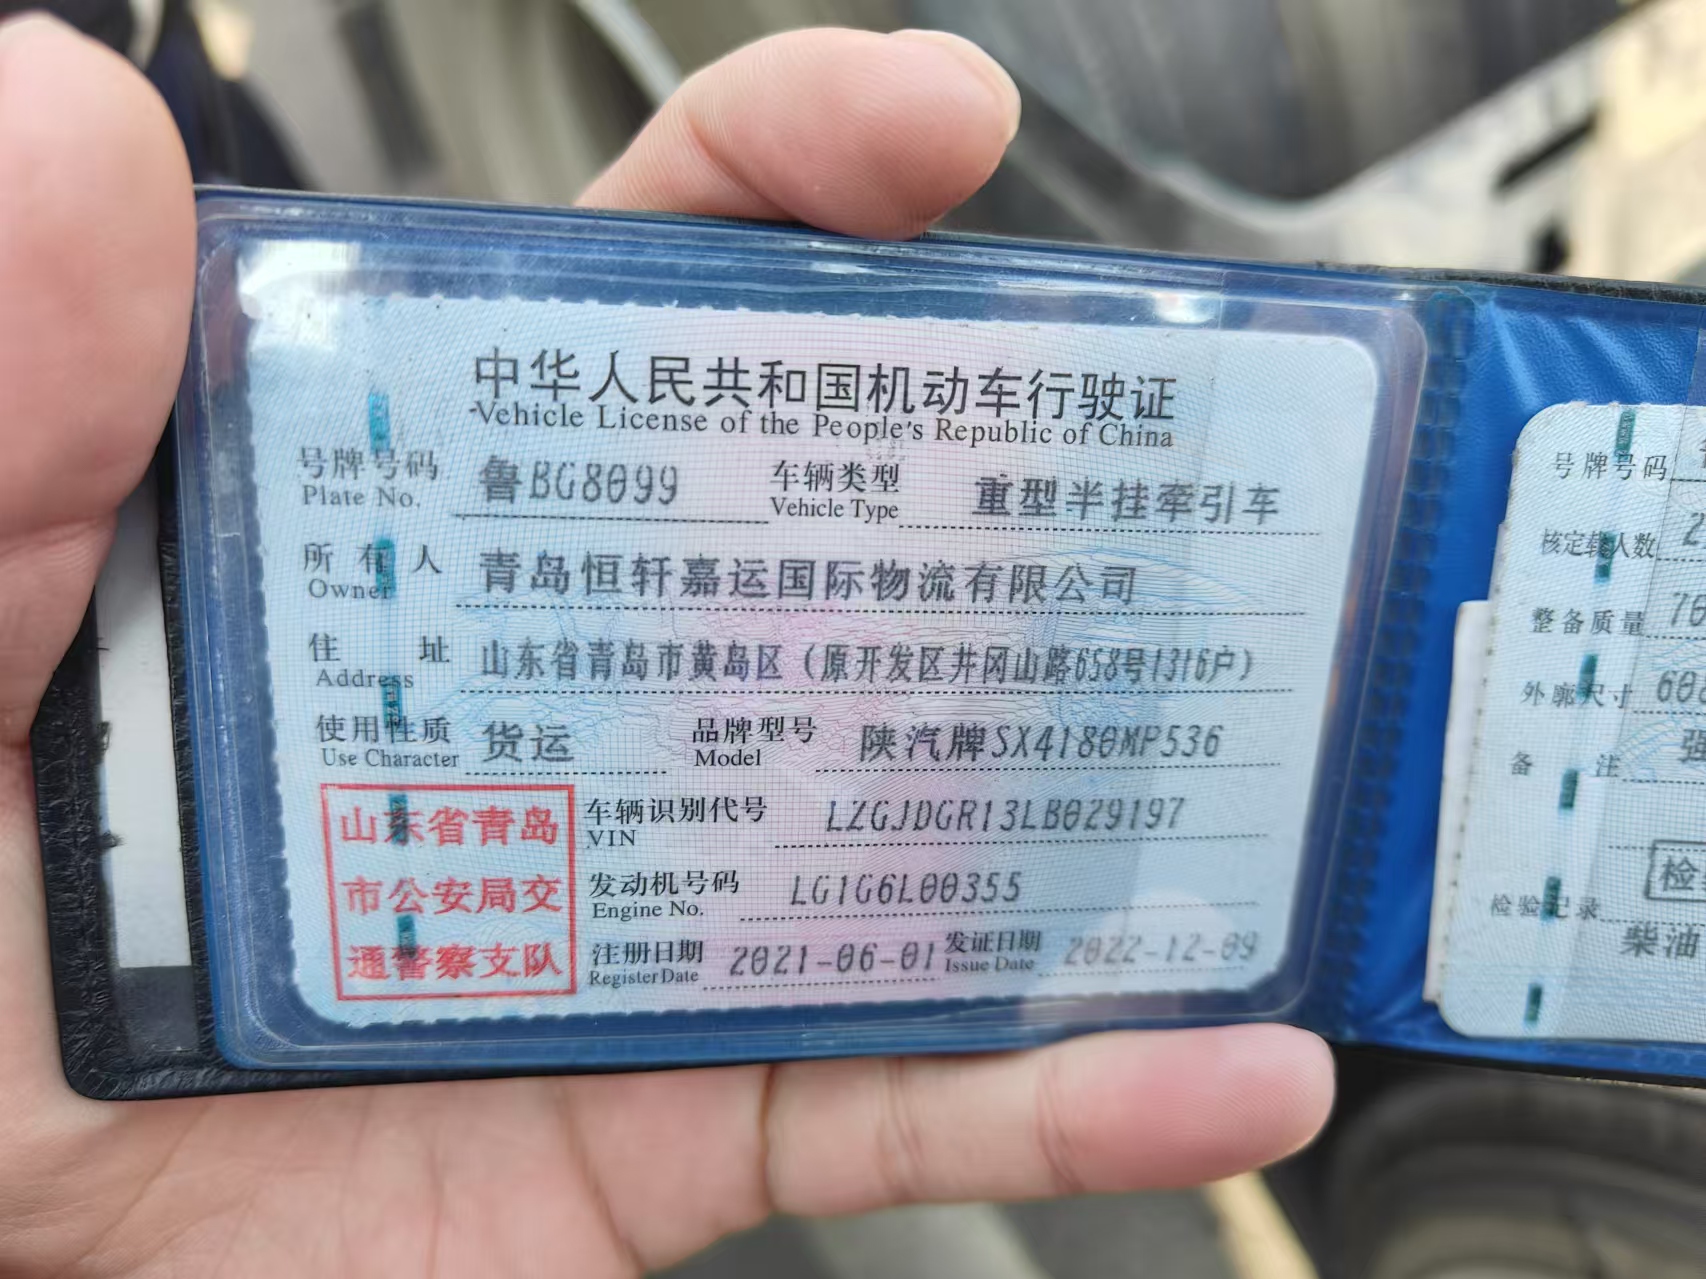 中华人民共和国机动车行驶证
Vehicle License of the People's Republic of China
号牌号码 鲁BG8099 车辆类型 重型半挂牵引车
Plate No. Vehicle Type
所有人 青岛恒轩嘉运国际物流有限公司
Owner
住址 山东省青岛市黄岛区（原开发区井冈山路658号1316户）
Address
使用性质 货运 品牌型号 陕汽牌SX4180MP536
Use Character Model
车辆识别代号 LZGJDGR13LB029197
VIN
发动机号码 LG1G6L00355
Engine No.
注册日期 2021-06-01 发证日期 2022-12-09
Register Date Issue Date
山东省青岛
市公安局交
通警察支队
号牌号码
核定载人数 2
整备质量 76
外廓尺寸 60
备注 强
检验记录
柴油